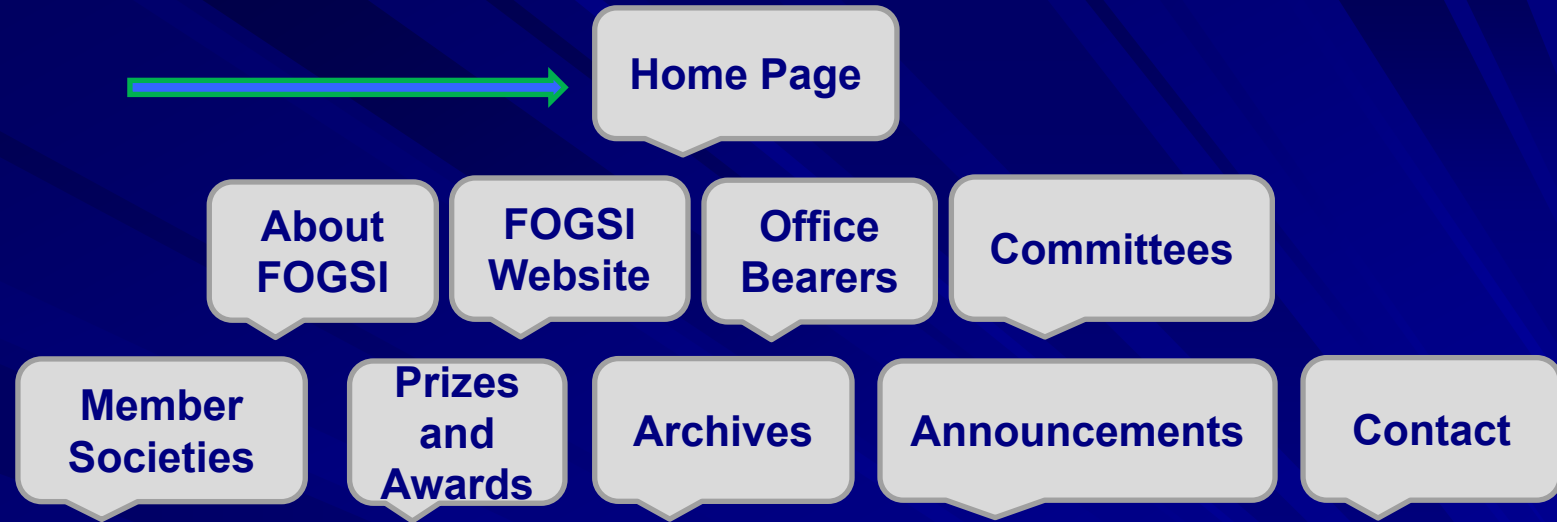 Home Page
About
FOGSI
FOGSI
Website
Office
Bearers
Committees
Member
Societies
Prizes
and
Awards
Archives
Announcements
Contact